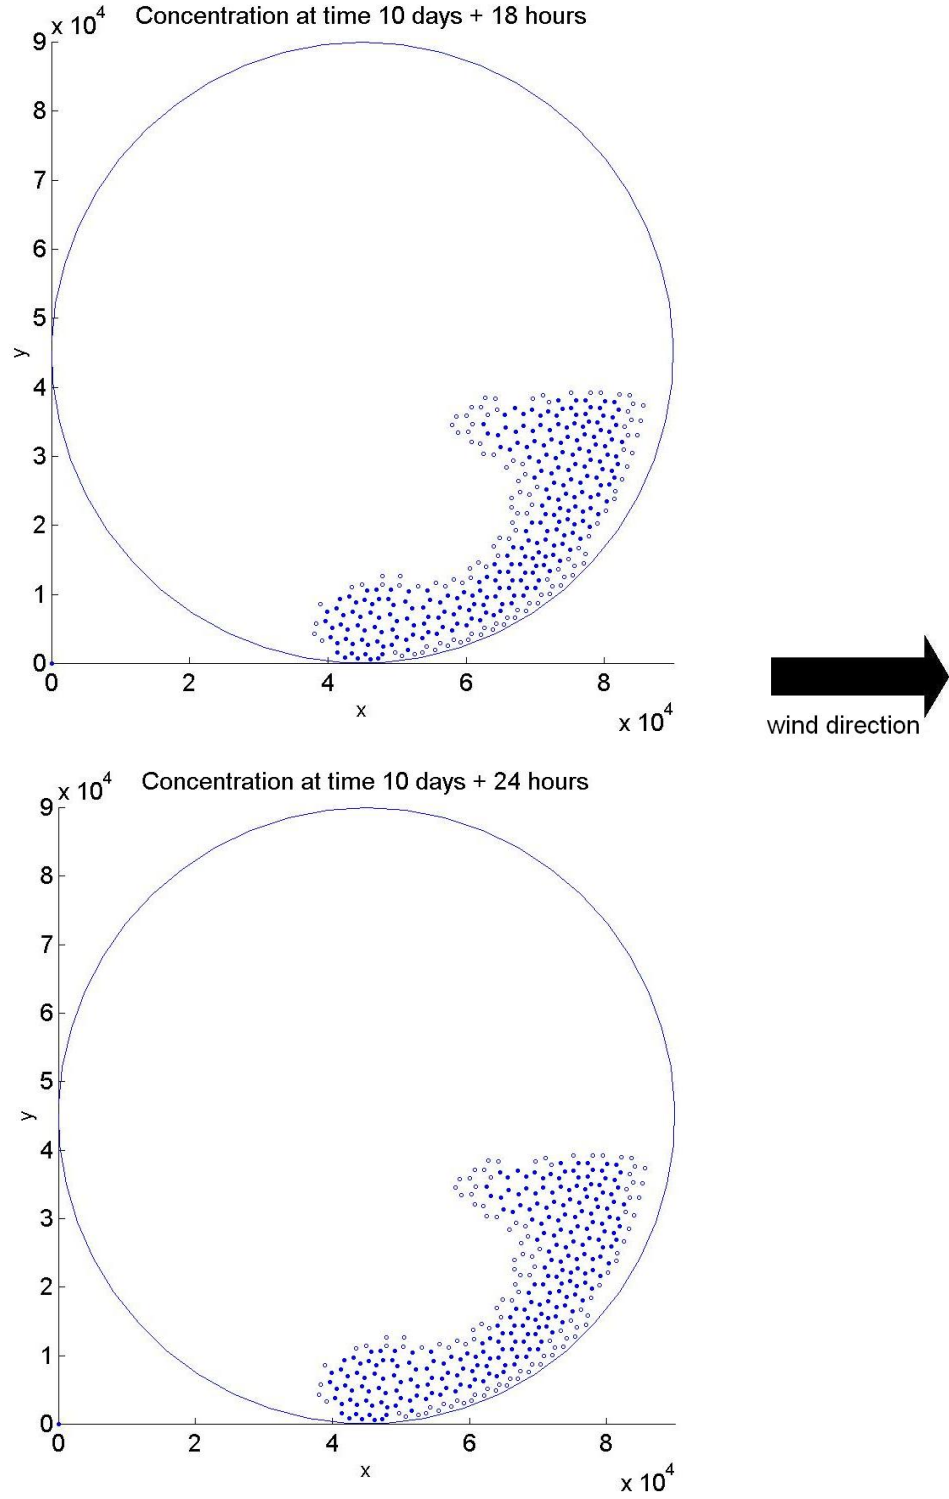 Concentration at time 10 days + 18 hours
x 10^4
9
8
7
6
5
y
4
3
2
1
0
0 2 4 6 8
x
x 10^4
wind direction
Concentration at time 10 days + 24 hours
x 10^4
9
8
7
6
5
y
4
3
2
1
0
0 2 4 6 8
x
x 10^4